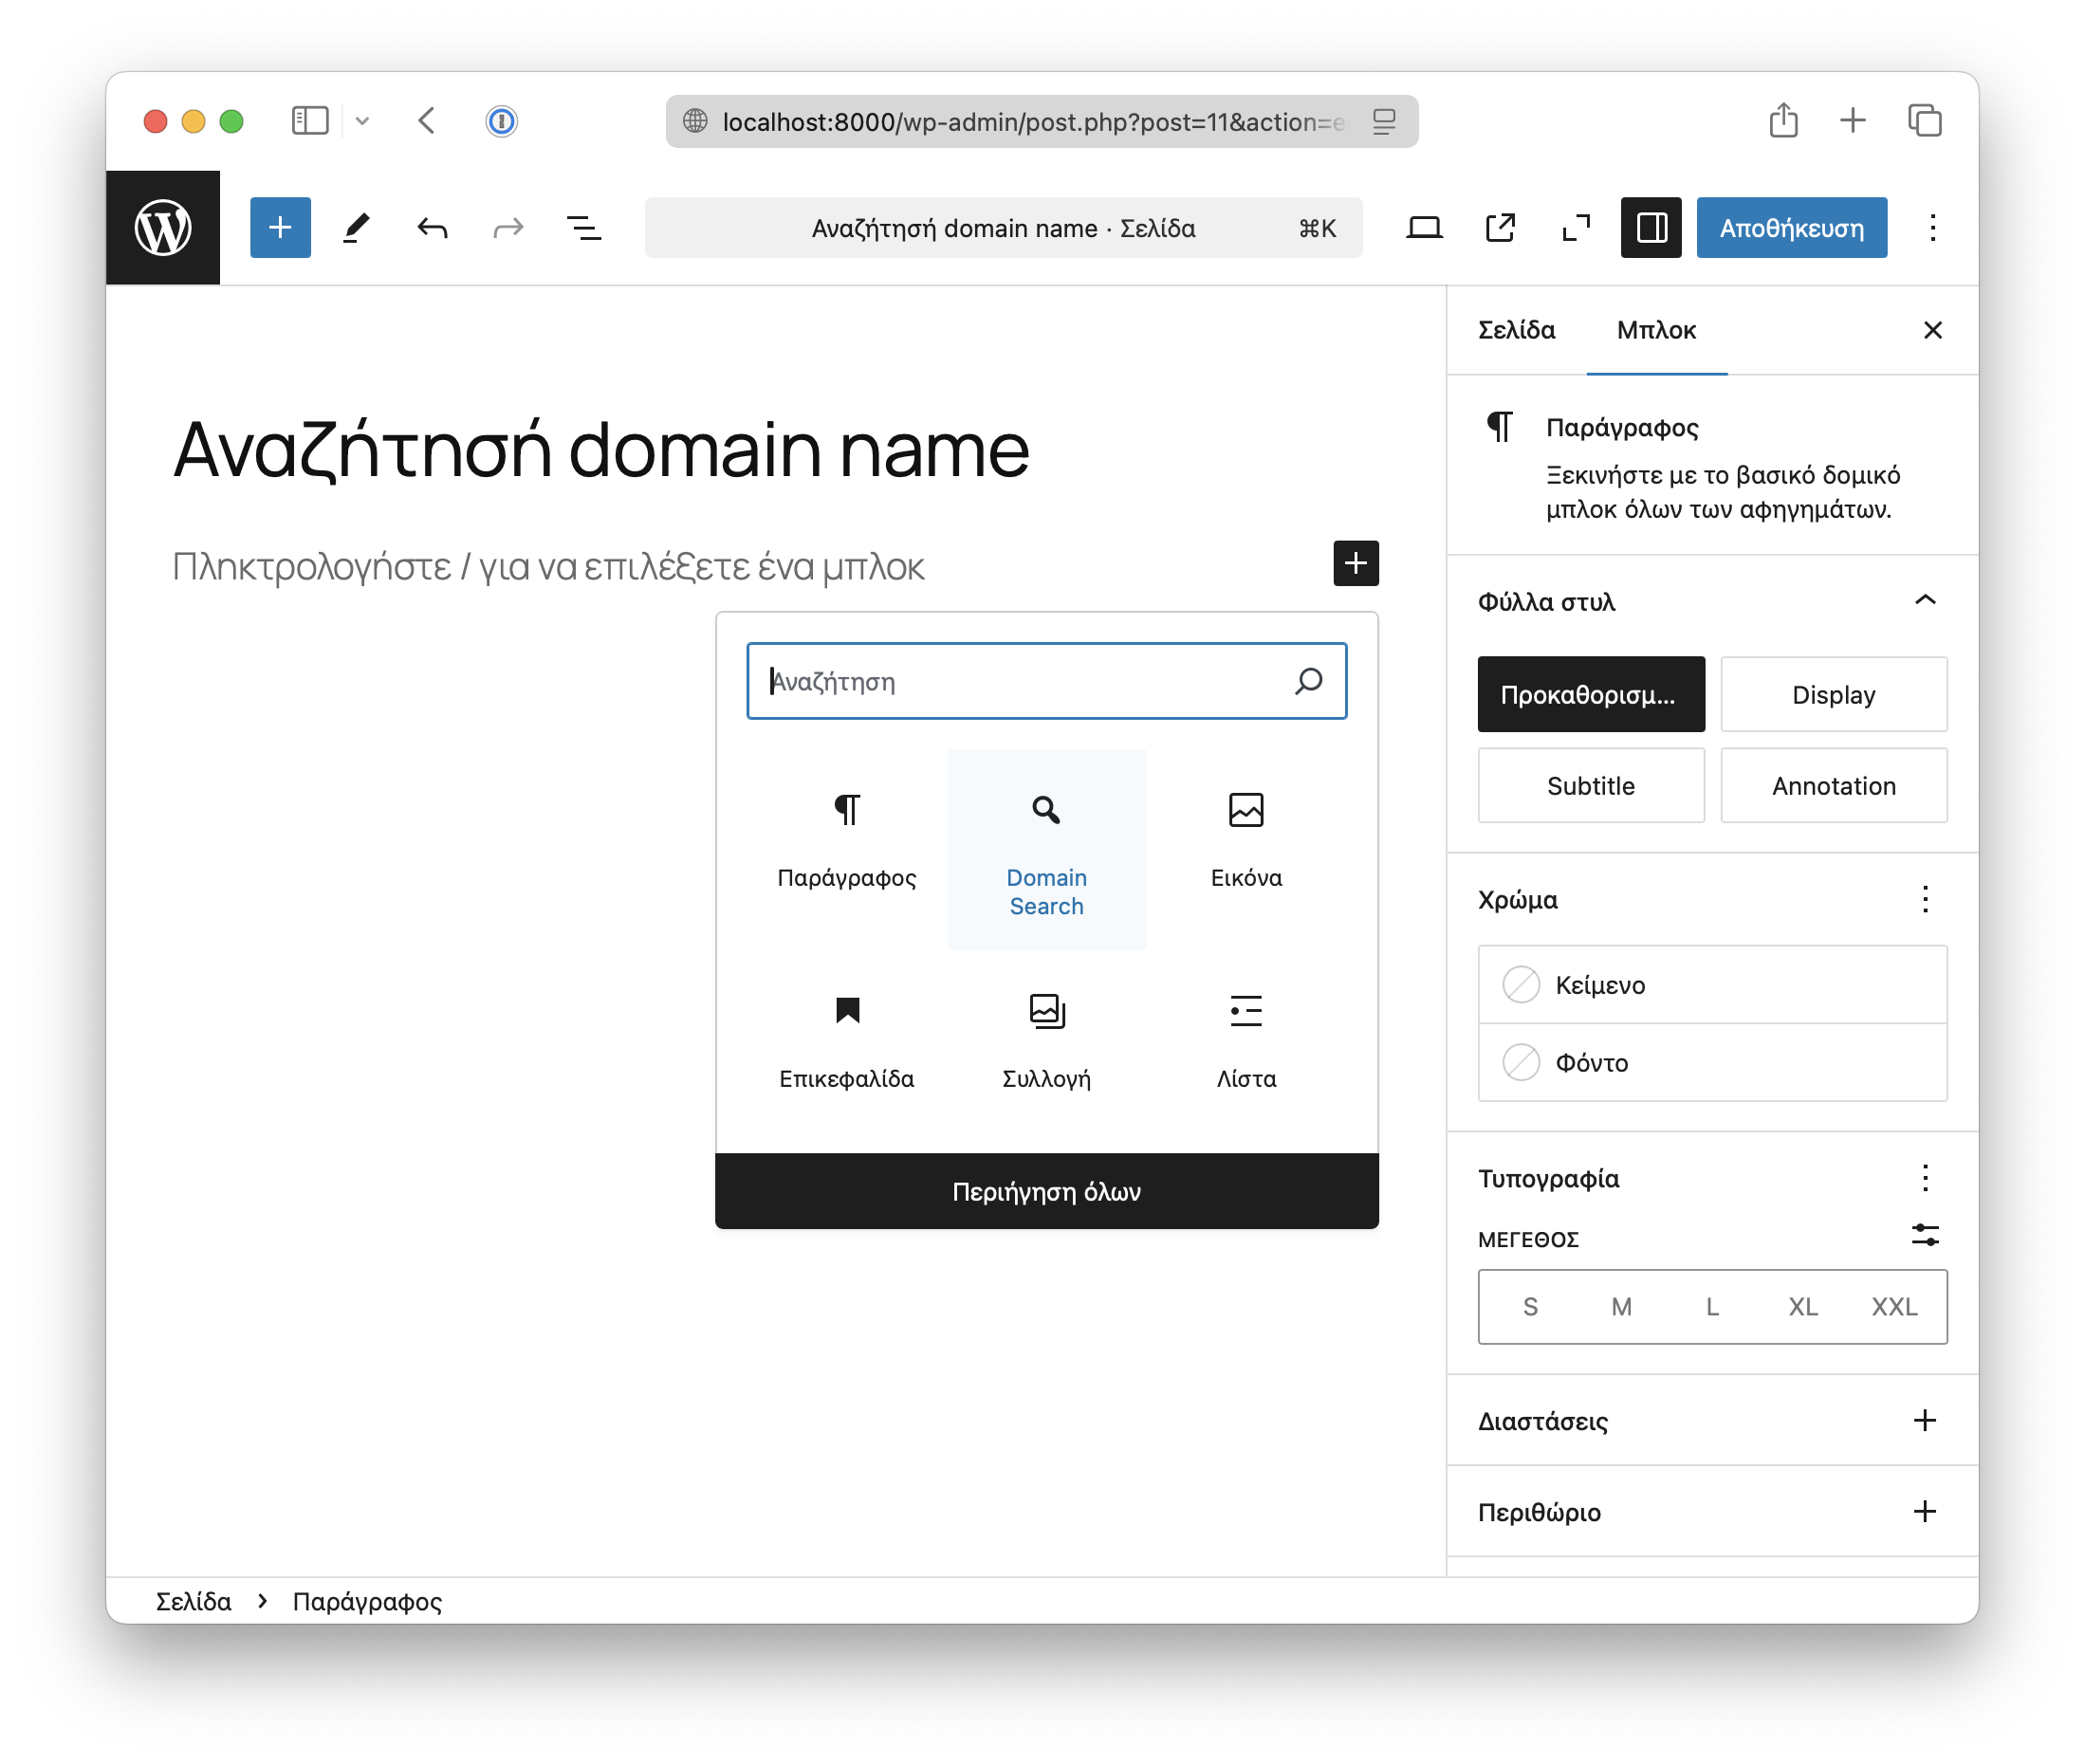 localhost:8000/wp-admin/post.php?post=11&action=e
Αναζήτησή domain name · Σελίδα ⌘K
Αποθήκευση
Αναζήτησή domain name
Πληκτρολογήστε / για να επιλέξετε ένα μπλοκ
Αναζήτηση
Παράγραφος
Domain
Search
Εικόνα
Επικεφαλίδα
Συλλογή
Λίστα
Περιήγηση όλων
Σελίδα
Μπλοκ
Παράγραφος
Ξεκινήστε με το βασικό δομικό
μπλοκ όλων των αφηγημάτων.
Φύλλα στυλ
Προκαθορισμ...
Display
Subtitle
Annotation
Χρώμα
Κείμενο
Φόντο
Τυπογραφία
ΜΕΓΕΘΟΣ
S M L XL XXL
Διαστάσεις
Περιθώριο
Σελίδα › Παράγραφος